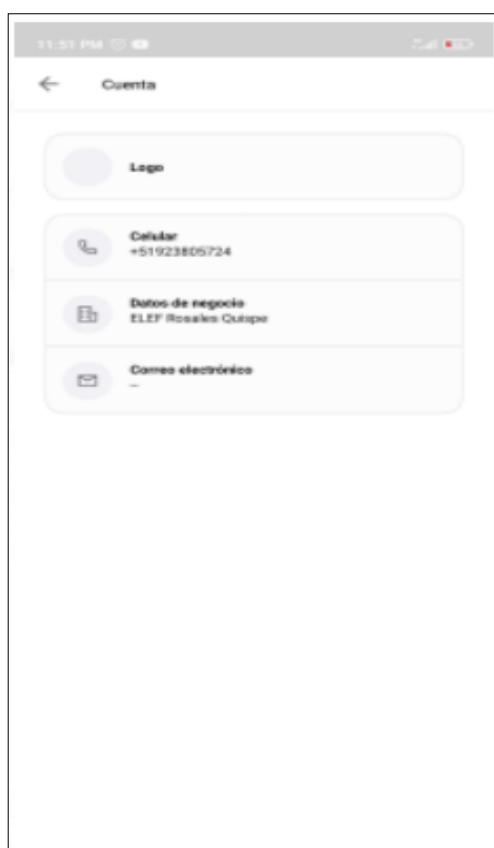 11:51 PM
Cuenta
Logo
Celular
+51923805724
Datos de negocio
ELEF Rosales Quispe
Correo electrónico
–